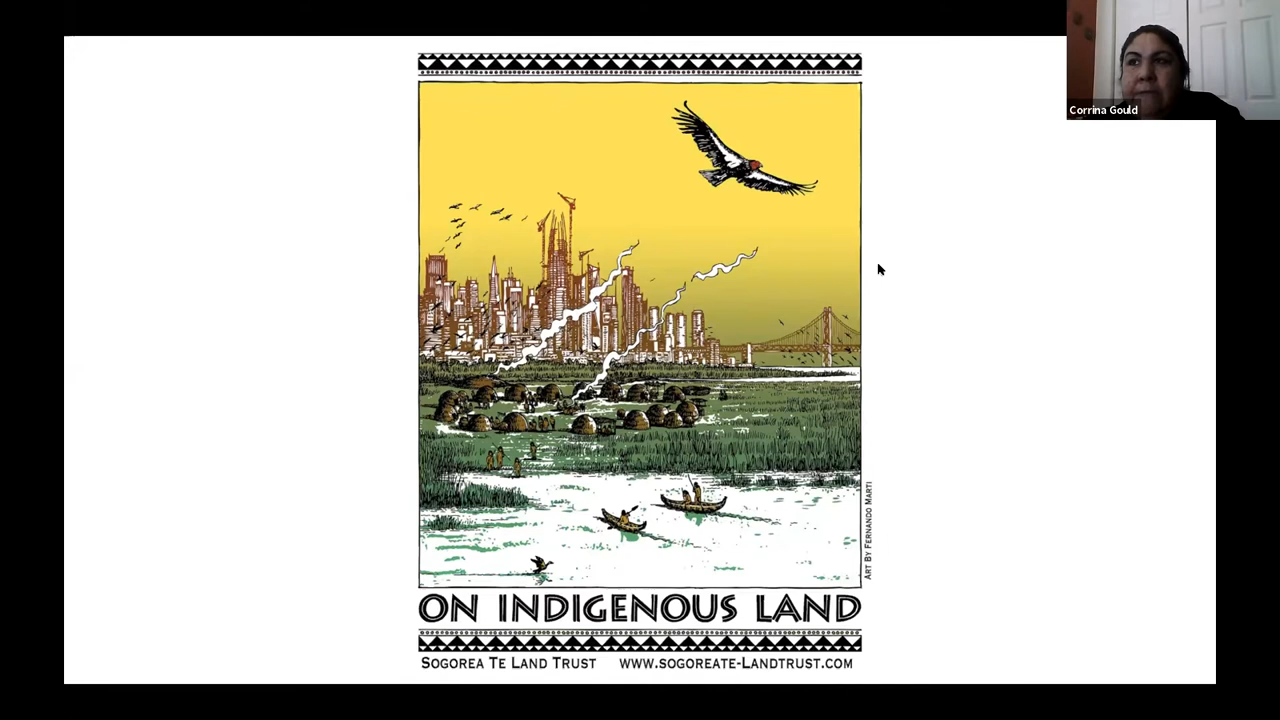 Corrina Gould
ART BY FERNANDO MARTI
ON INDIGENOUS LAND
SOGOREA TE LAND TRUST WWW.SOGOREATE-LANDTRUST.COM